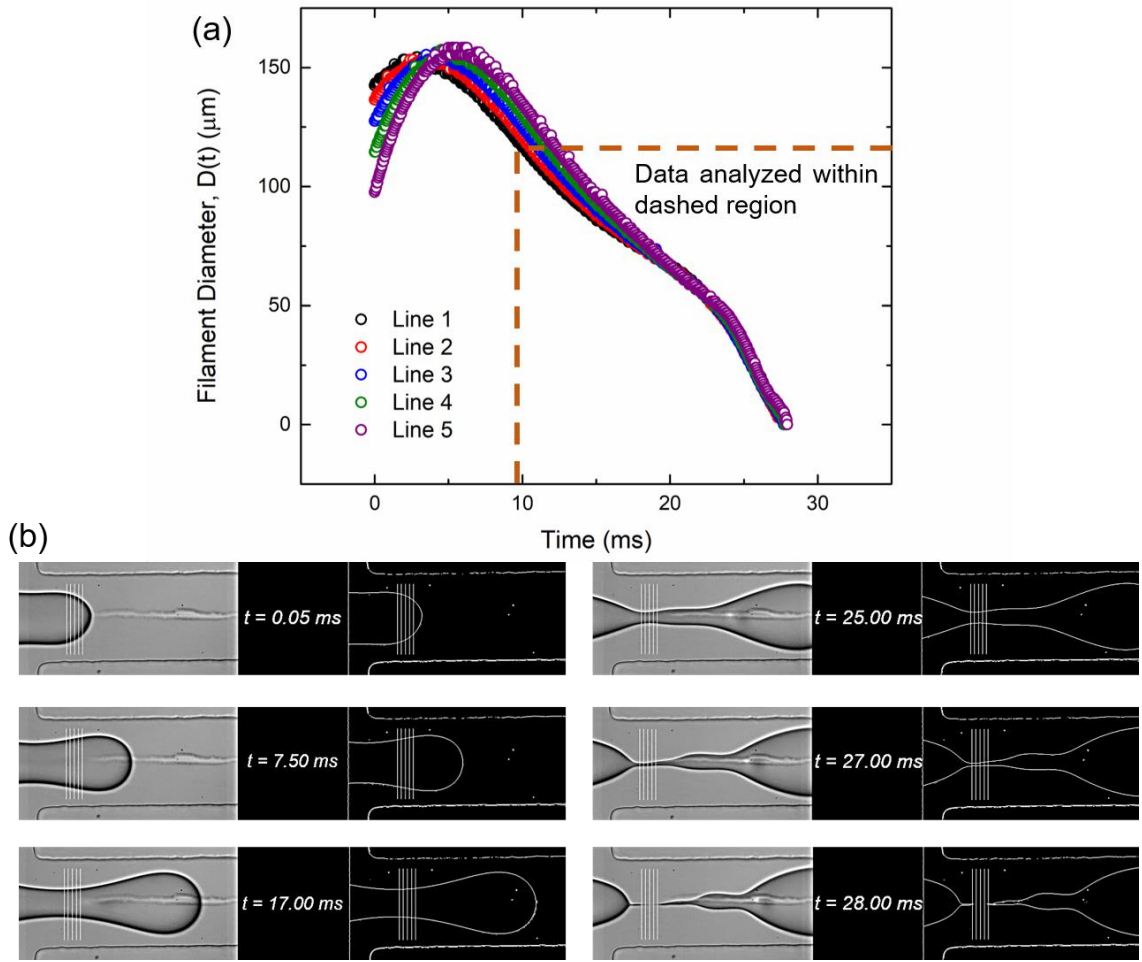 (a)
150
100
50
0
Filament Diameter, D(t) (μm)
Data analyzed within
dashed region
Line 1
Line 2
Line 3
Line 4
Line 5
0
10
20
30
Time (ms)
(b)
t = 0.05 ms
t = 25.00 ms
t = 7.50 ms
t = 27.00 ms
t = 17.00 ms
t = 28.00 ms